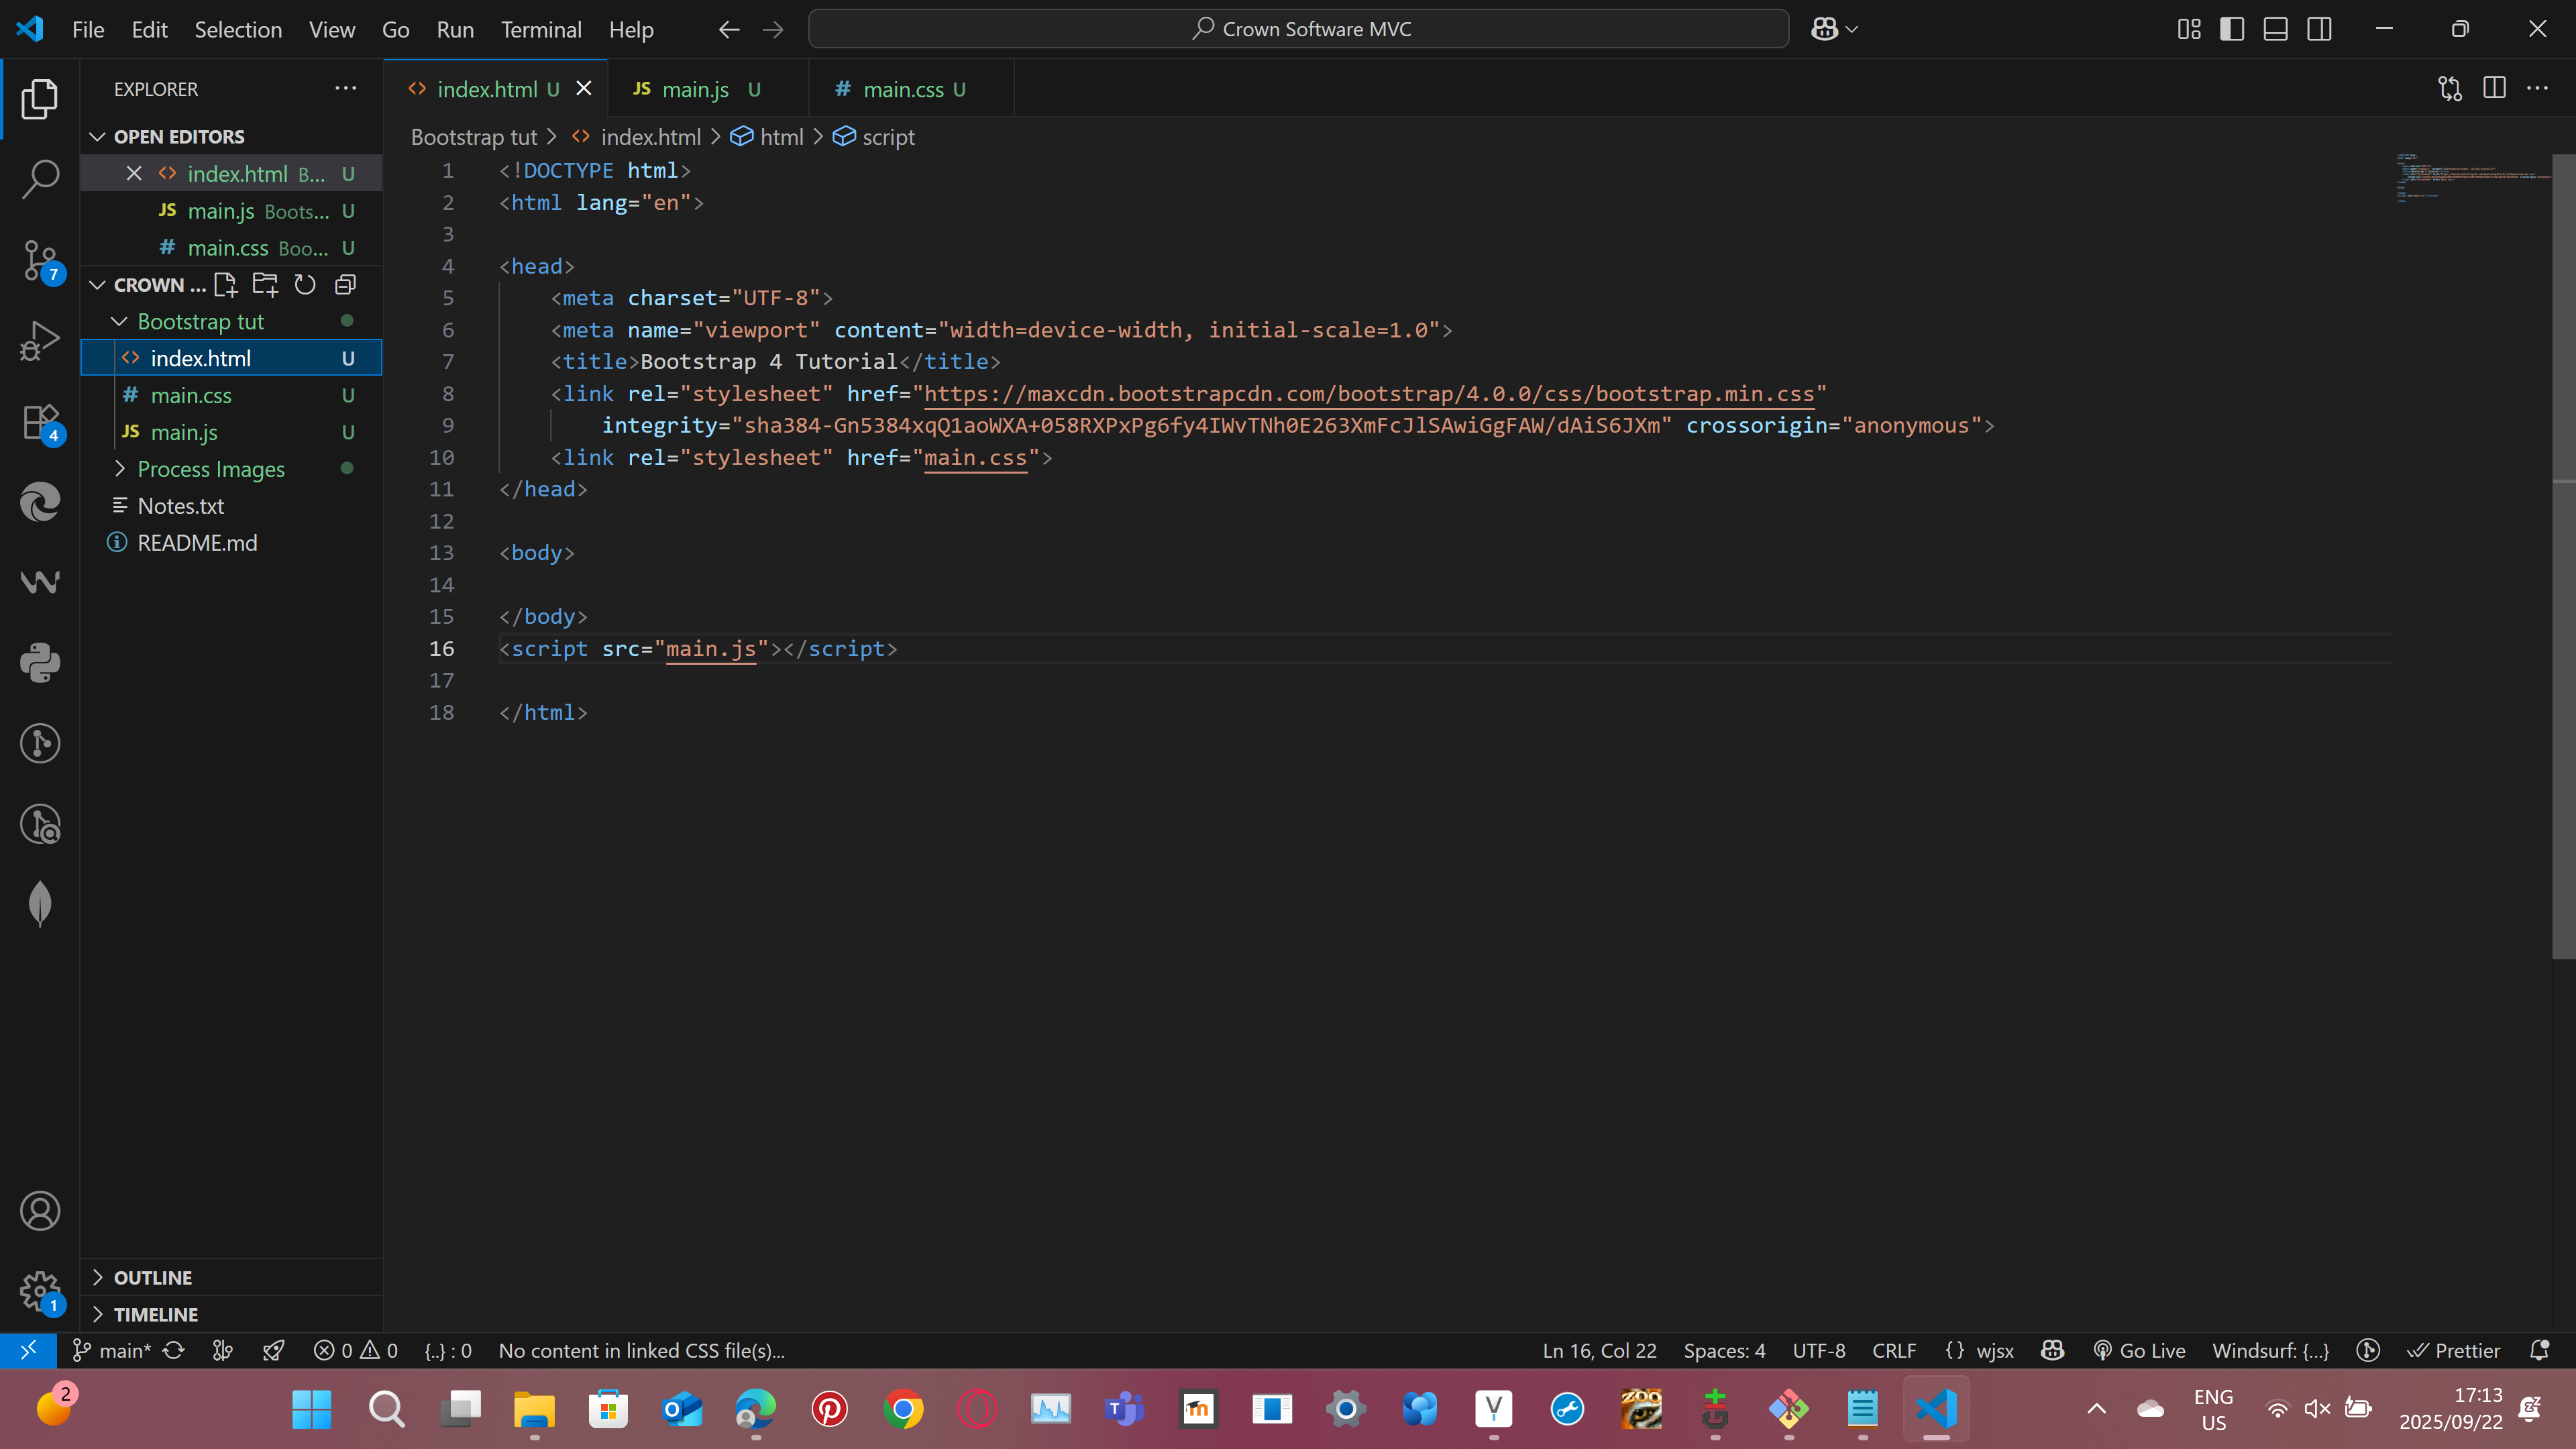 File Edit Selection View Go Run Terminal Help
Crown Software MVC
EXPLORER
OPEN EDITORS
index.html B... U
JS main.js Boots... U
# main.css Boo... U
CROWN ...
Bootstrap tut
index.html U
# main.css U
JS main.js U
Process Images
Notes.txt
README.md
OUTLINE
TIMELINE
7
4
1
index.html U
JS main.js U
# main.css U
Bootstrap tut > index.html > html > script
1 <!DOCTYPE html>
2 <html lang="en">
3
4 <head>
5 <meta charset="UTF-8">
6 <meta name="viewport" content="width=device-width, initial-scale=1.0">
7 <title>Bootstrap 4 Tutorial</title>
8 <link rel="stylesheet" href="https://maxcdn.bootstrapcdn.com/bootstrap/4.0.0/css/bootstrap.min.css"
9 integrity="sha384-Gn5384xqQ1aoWXA+058RXPxPg6fy4IWvTNh0E263XmFcJlSAwiGgFAW/dAiS6JXm" crossorigin="anonymous">
10 <link rel="stylesheet" href="main.css">
11 </head>
12
13 <body>
14
15 </body>
16 <script src="main.js"></script>
17
18 </html>
main* 0 0 {..} : 0 No content in linked CSS file(s)...
Ln 16, Col 22 Spaces: 4 UTF-8 CRLF {} wjsx Go Live Windsurf: {...} Prettier
2
ENG
US
17:13
2025/09/22